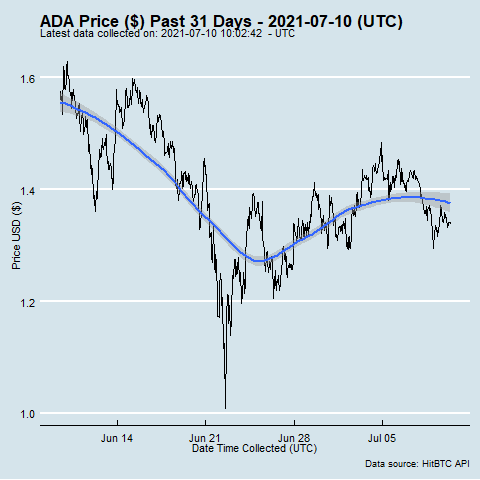 ADA Price ($) Past 31 Days - 2021-07-10 (UTC)
Latest data collected on: 2021-07-10 10:02:42  - UTC
1.6
1.4
1.2
1.0
Price USD ($)
Jun 14
Jun 21
Jun 28
Jul 05
Date Time Collected (UTC)
Data source: HitBTC API